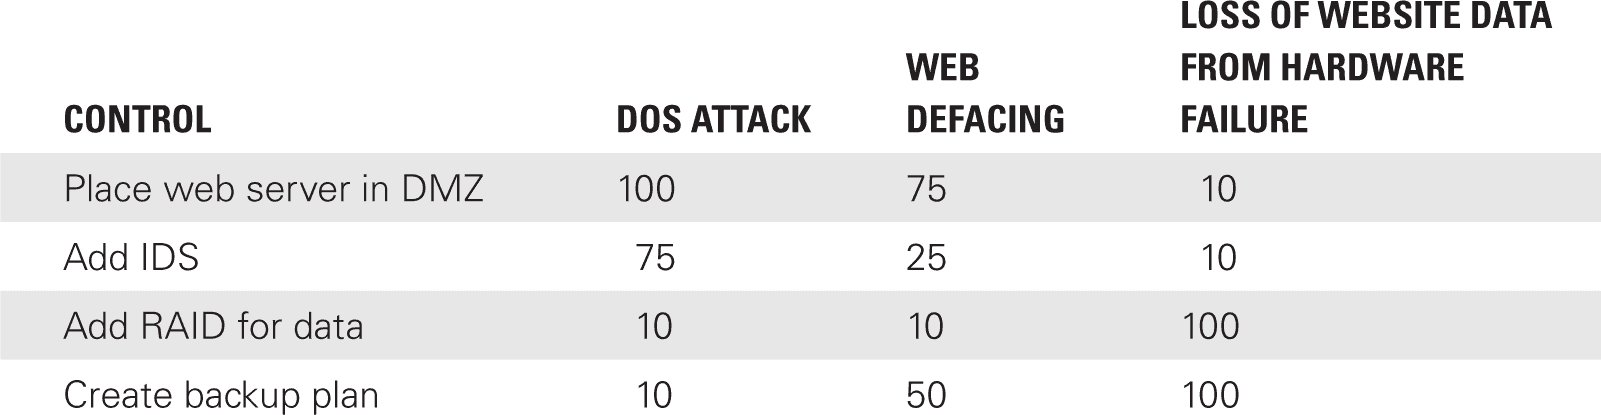 LOSS OF WEBSITE DATA
WEB FROM HARDWARE
CONTROL DOS ATTACK DEFACING FAILURE
Place web server in DMZ 100 75 10
Add IDS 75 25 10
Add RAID for data 10 10 100
Create backup plan 10 50 100